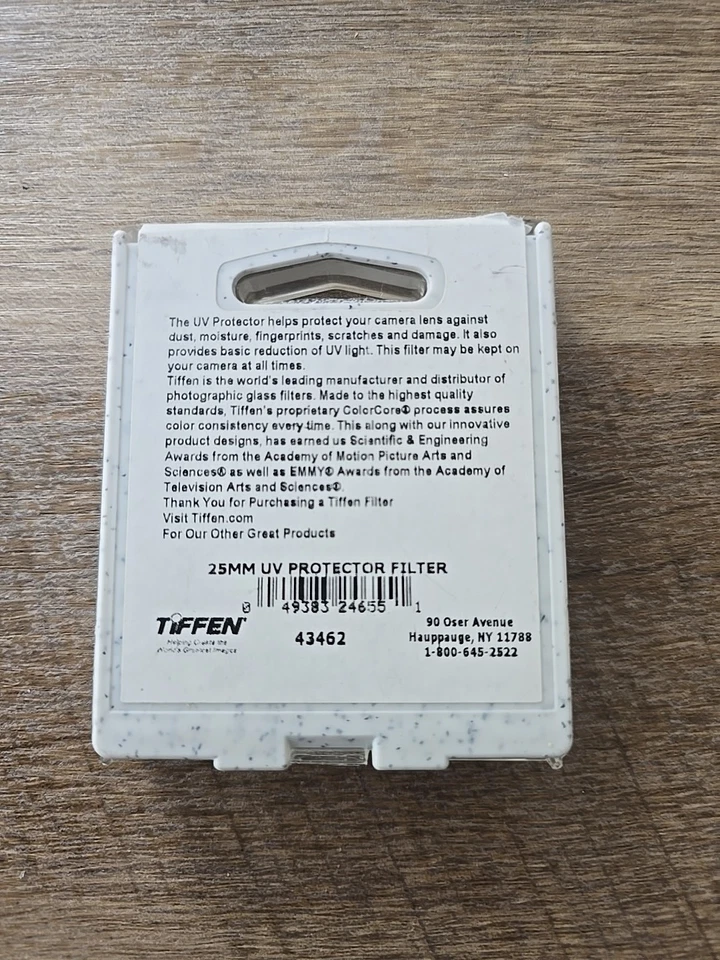 The UV Protector helps protect your camera lens against
dust, moisture, fingerprints, scratches and damage. It also
provides basic reduction of UV light. This filter may be kept on
your camera at all times.
Tiffen is the world's leading manufacturer and distributor of
photographic glass filters. Made to the highest quality
standards, Tiffen's proprietary ColorCore® process assures
color consistency every time. This along with our innovative
product designs, has earned us Scientific & Engineering
Awards from the Academy of Motion Picture Arts and
Sciences® as well as EMMY® Awards from the Academy of
Television Arts and Sciences®.
Thank You for Purchasing a Tiffen Filter
Visit Tiffen.com
For Our Other Great Products
25MM UV PROTECTOR FILTER
0 49383 24655 1
TIFFEN®
Helping Create the
World's Greatest Images
43462
90 Oser Avenue
Hauppauge, NY 11788
1-800-645-2522